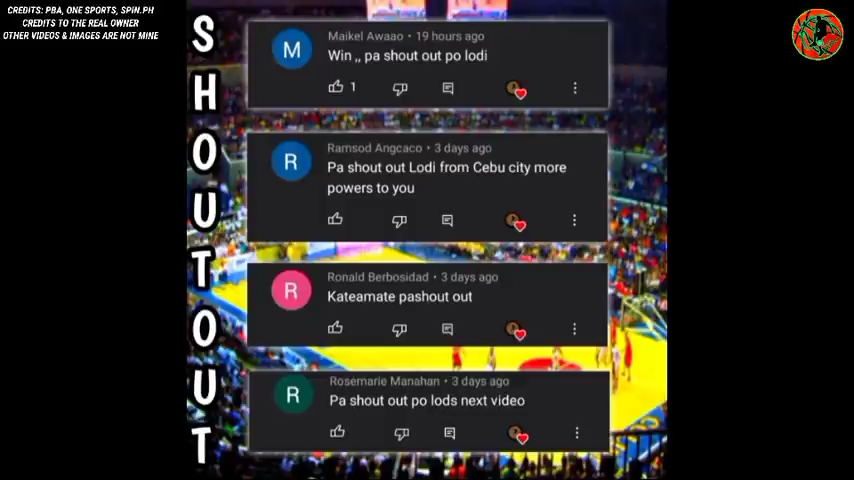 CREDITS: PBA, ONE SPORTS, SPIN.PH
CREDITS TO THE REAL OWNER
OTHER VIDEOS & IMAGES ARE NOT MINE
SHOUTOUT
M
Maikel Awaao • 19 hours ago
Win ,, pa shout out po lodi
1
R
Ramsod Angcaco • 3 days ago
Pa shout out Lodi from Cebu city more
powers to you
R
Ronald Berbosidad • 3 days ago
Kateamate pashout out
R
Rosemarie Manahan • 3 days ago
Pa shout out po lods next video